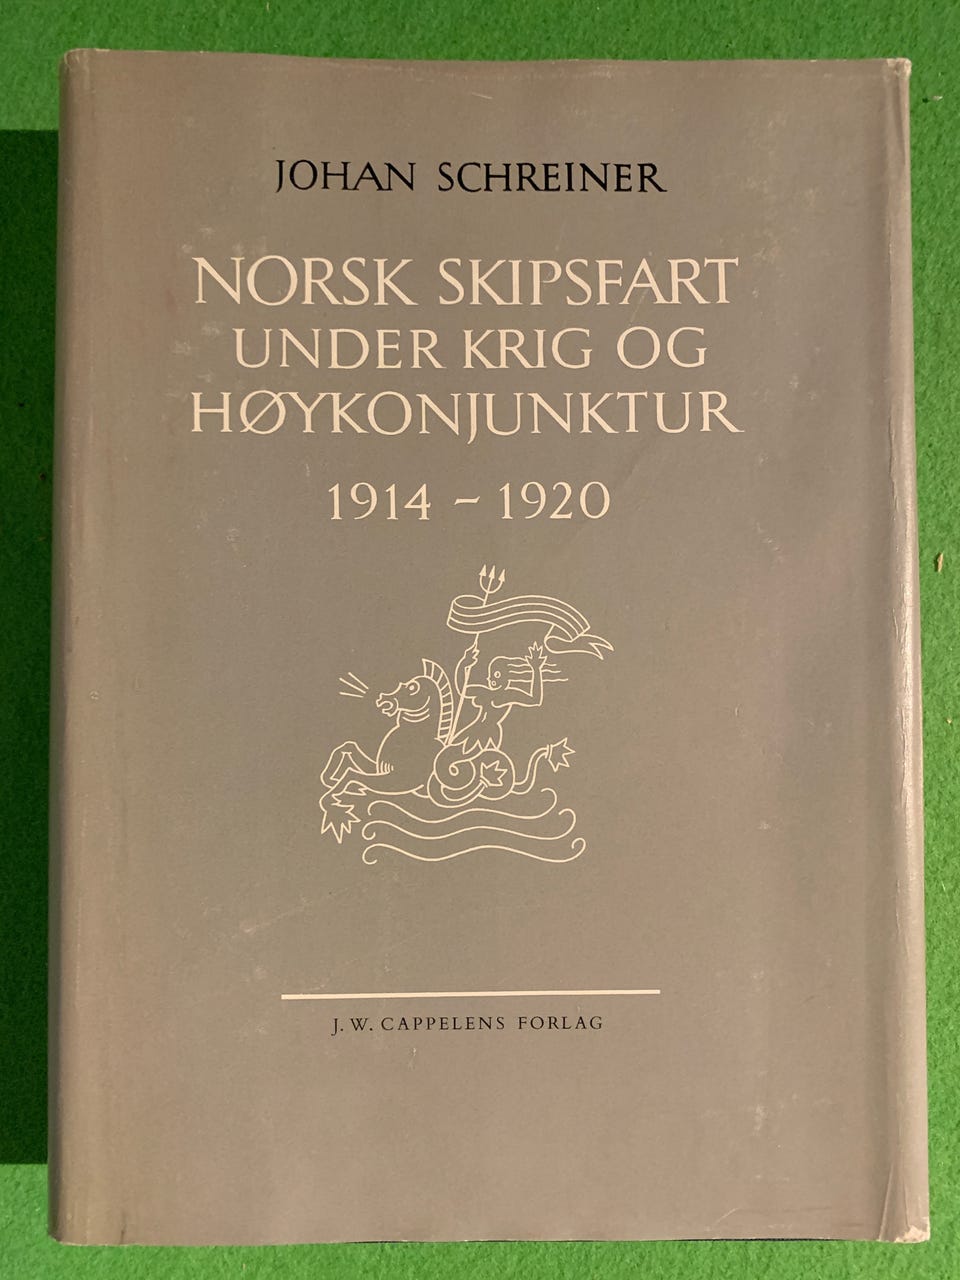 JOHAN SCHREINER
NORSK SKIPSFART
UNDER KRIG OG
HØYKONJUNKTUR
1914 – 1920
J. W. CAPPELENS FORLAG